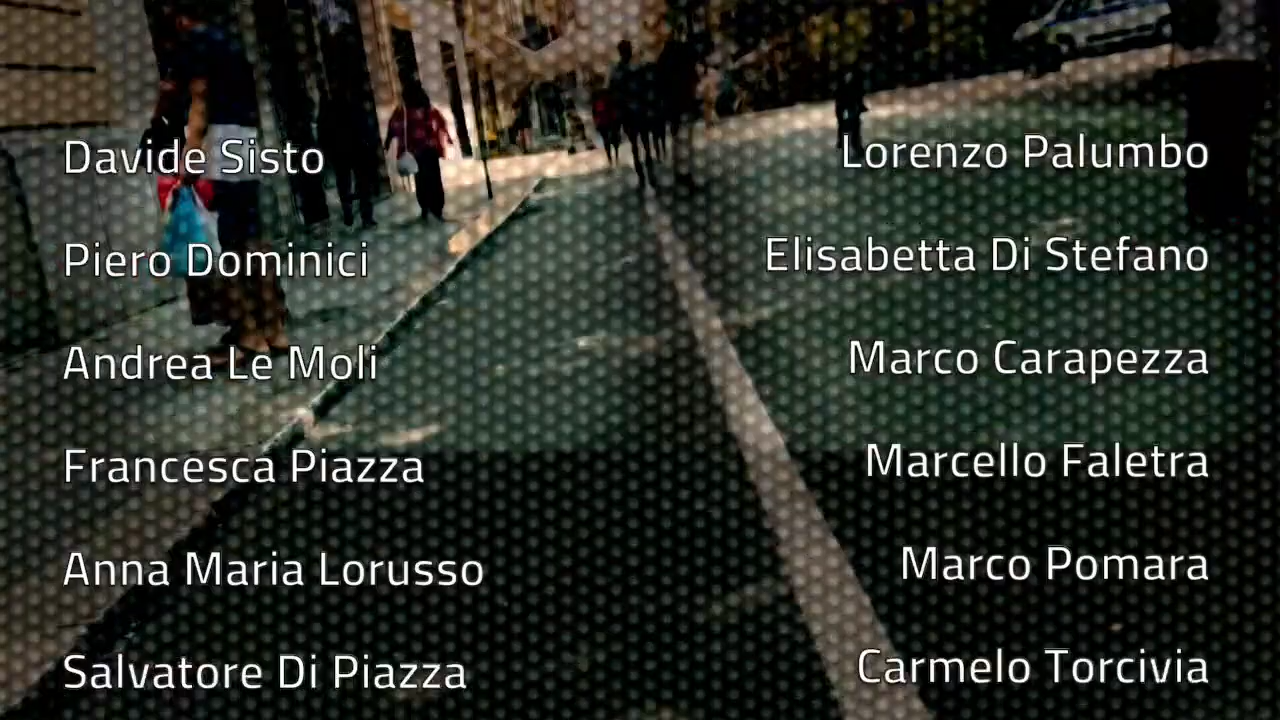 Davide Sisto
Piero Dominici
Andrea Le Moli
Francesca Piazza
Anna Maria Lorusso
Salvatore Di Piazza
Lorenzo Palumbo
Elisabetta Di Stefano
Marco Carapezza
Marcello Faletra
Marco Pomara
Carmelo Torcivia